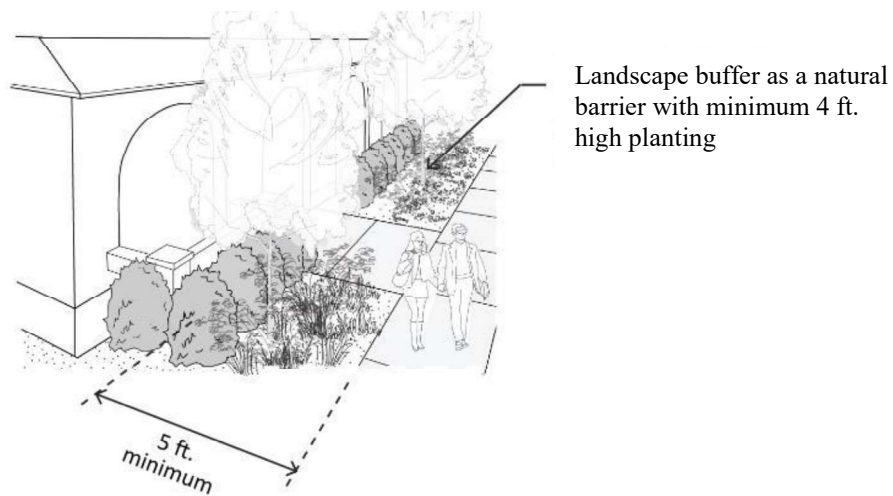 Landscape buffer as a natural
barrier with minimum 4 ft.
high planting
5 ft.
minimum